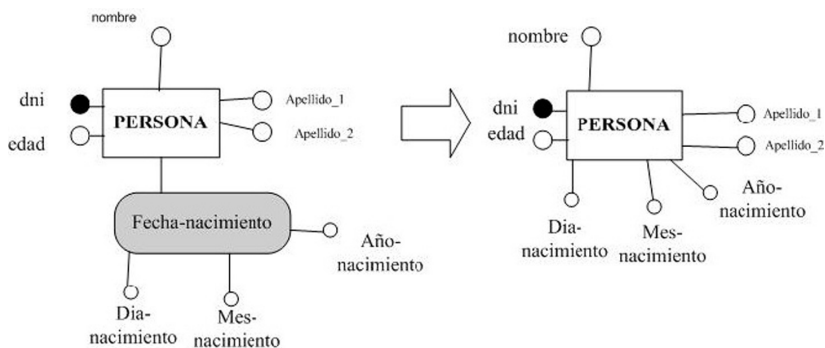 nombre
dni
edad
PERSONA
Apellido_1
Apellido_2
Fecha-nacimiento
Dia-
nacimiento
Mes-
nacimiento
Año-
nacimiento
nombre
dni
edad
PERSONA
Apellido_1
Apellido_2
Dia-
nacimiento
Mes-
nacimiento
Año-
nacimiento